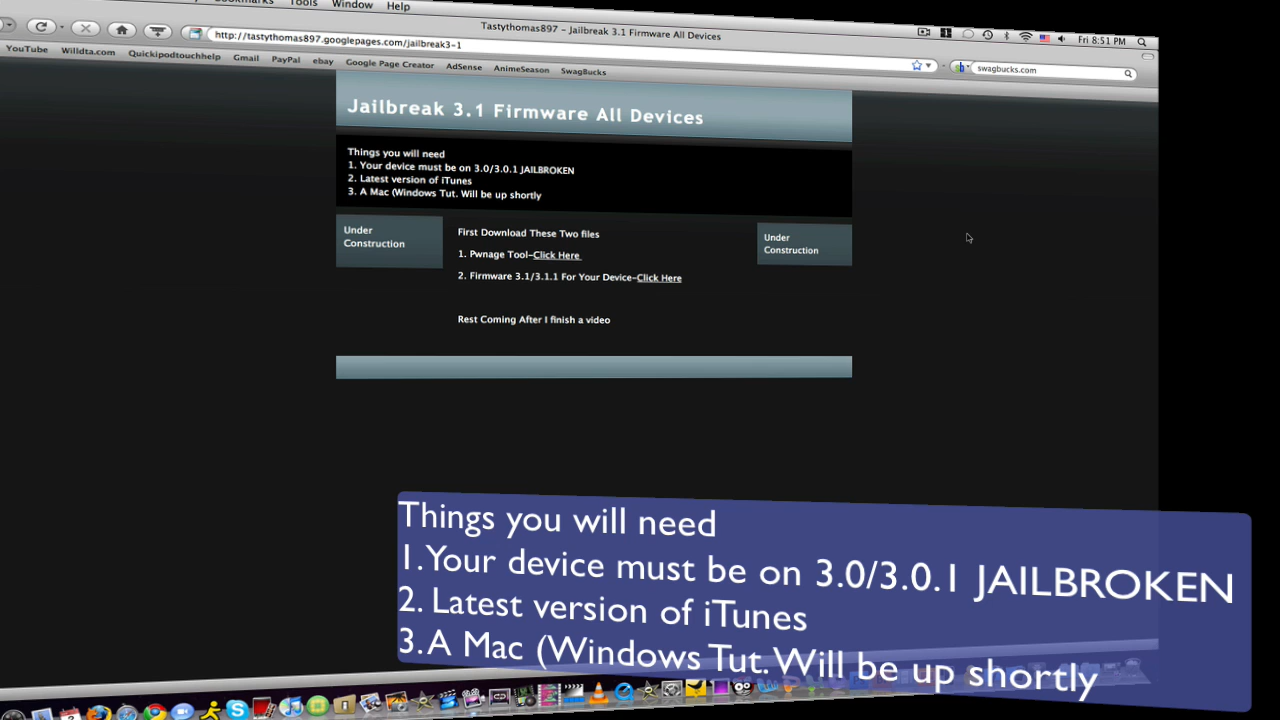 Bookmarks Tools Window Help
Tastythomas897 - Jailbreak 3.1 Firmware All Devices
Fri 8:51 PM
http://tastythomas897.googlepages.com/jailbreak3-1
swagbucks.com
YouTube Willdta.com Quickipodtouchhelp Gmail PayPal ebay Google Page Creator AdSense AnimeSeason SwagBucks
Jailbreak 3.1 Firmware All Devices
Things you will need
1. Your device must be on 3.0/3.0.1 JAILBROKEN
2. Latest version of iTunes
3. A Mac (Windows Tut. Will be up shortly
Under
Construction
First Download These Two files
1. Pwnage Tool-Click Here
2. Firmware 3.1/3.1.1 For Your Device-Click Here
Rest Coming After I finish a video
Under
Construction
Things you will need
1. Your device must be on 3.0/3.0.1 JAILBROKEN
2. Latest version of iTunes
3. A Mac (Windows Tut. Will be up shortly